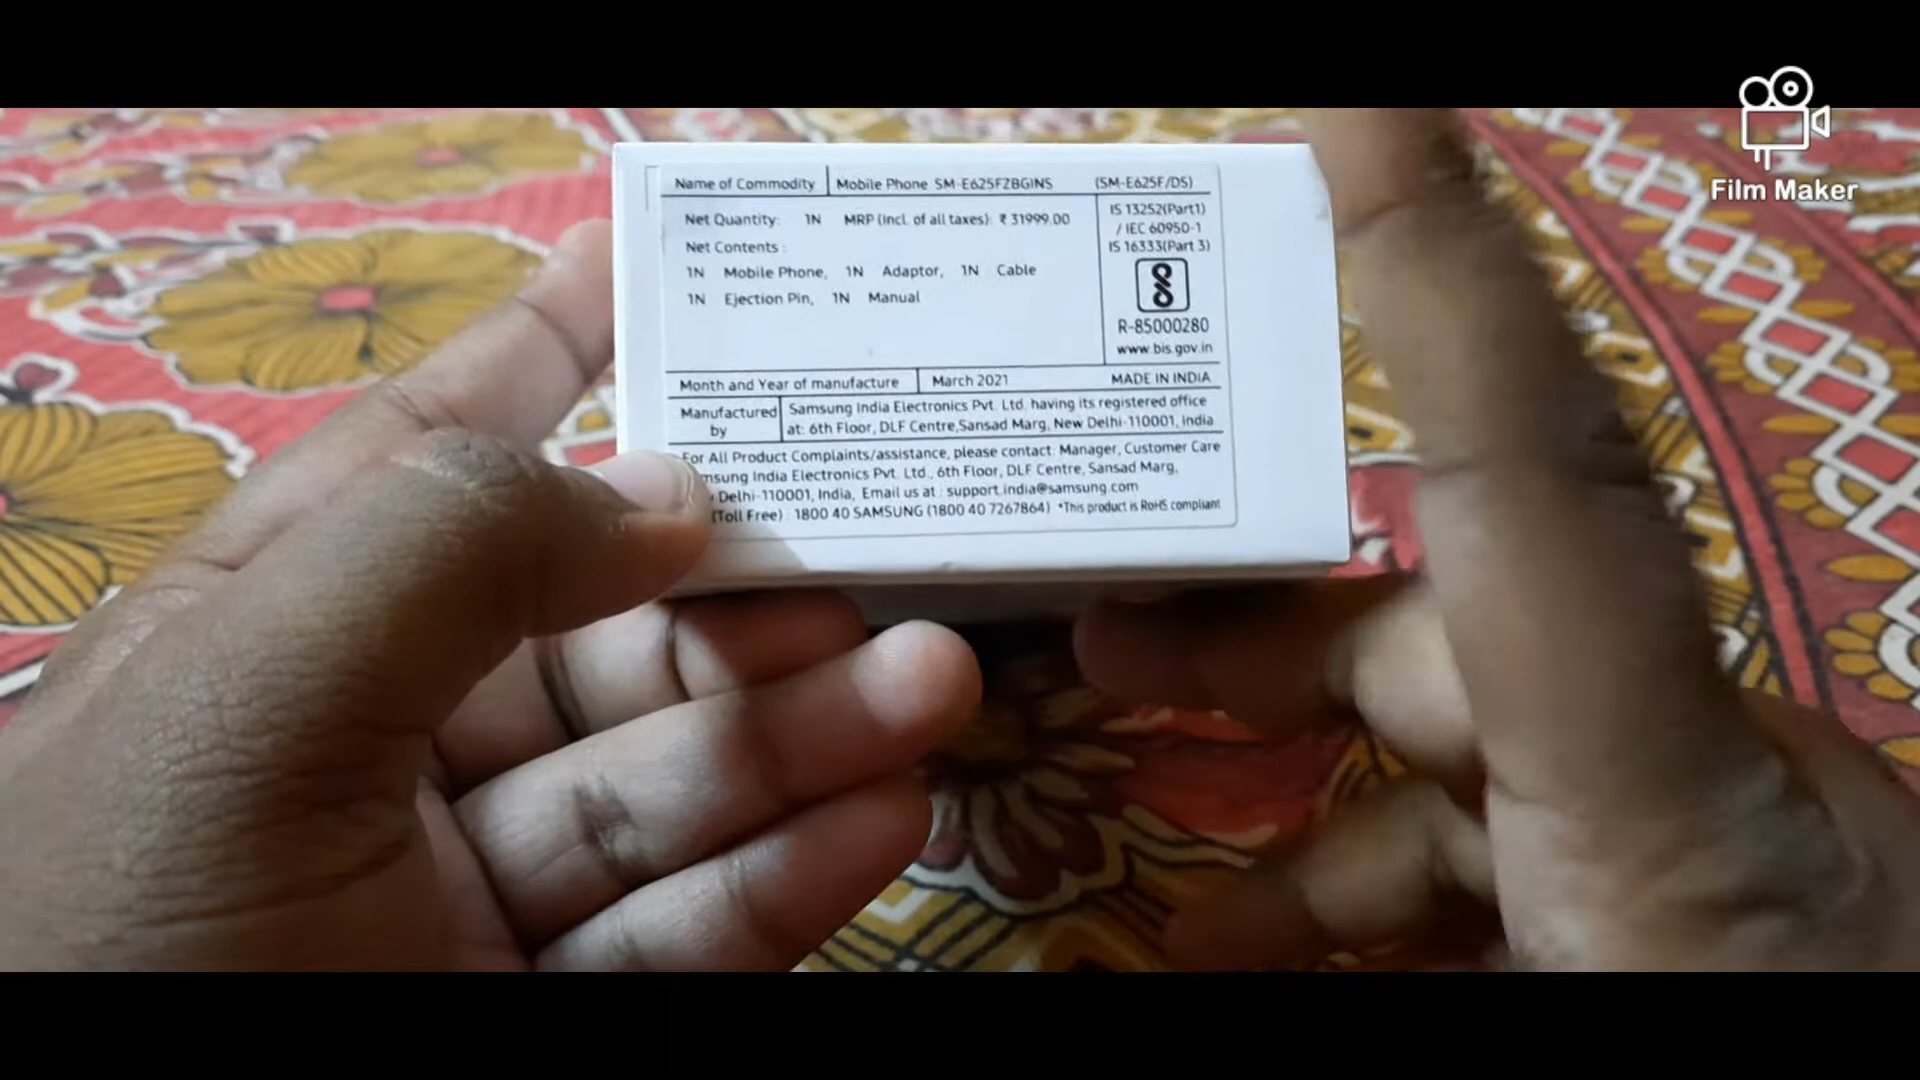 Film Maker
Name of Commodity Mobile Phone SM-E625FZBGINS (SM-E625F/DS)
Net Quantity: 1N MRP (Incl. of all taxes): ₹ 31999.00
Net Contents :
1N Mobile Phone, 1N Adaptor, 1N Cable
1N Ejection Pin, 1N Manual
IS 13252(Part1)
/ IEC 60950-1
IS 16333(Part 3)
R-85000280
www.bis.gov.in
Month and Year of manufacture March 2021 MADE IN INDIA
Manufactured by
Samsung India Electronics Pvt. Ltd. having its registered office
at: 6th Floor, DLF Centre,Sansad Marg, New Delhi-110001, India
For All Product Complaints/assistance, please contact: Manager, Customer Care
msung India Electronics Pvt. Ltd., 6th Floor, DLF Centre, Sansad Marg,
Delhi-110001, India, Email us at : support.india@samsung.com
(Toll Free) : 1800 40 SAMSUNG (1800 40 7267864) *This product is RoHS compliant